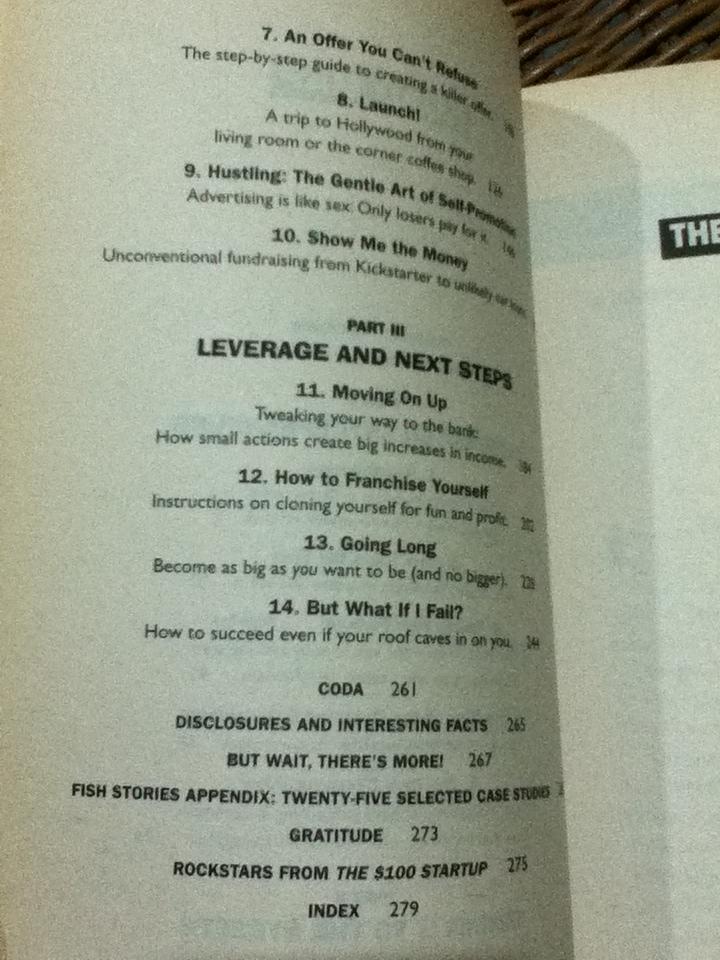 7. An Offer You Can't Refuse
The step-by-step guide to creating a killer offer.
8. Launch!
A trip to Hollywood from your
living room or the corner coffee shop. 126
9. Hustling: The Gentle Art of Self-Promotion
Advertising is like sex: Only losers pay for it. 146
10. Show Me the Money
Unconventional fundraising from Kickstarter to unlikely car loans.
PART III
LEVERAGE AND NEXT STEPS
11. Moving On Up
Tweaking your way to the bank:
How small actions create big increases in income. 184
12. How to Franchise Yourself
Instructions on cloning yourself for fun and profit. 202
13. Going Long
Become as big as you want to be (and no bigger).
14. But What If I Fail?
How to succeed even if your roof caves in on you. 244
CODA 261
DISCLOSURES AND INTERESTING FACTS 265
BUT WAIT, THERE'S MORE! 267
FISH STORIES APPENDIX: TWENTY-FIVE SELECTED CASE STUDIES
GRATITUDE 273
ROCKSTARS FROM THE $100 STARTUP 275
INDEX 279
THE